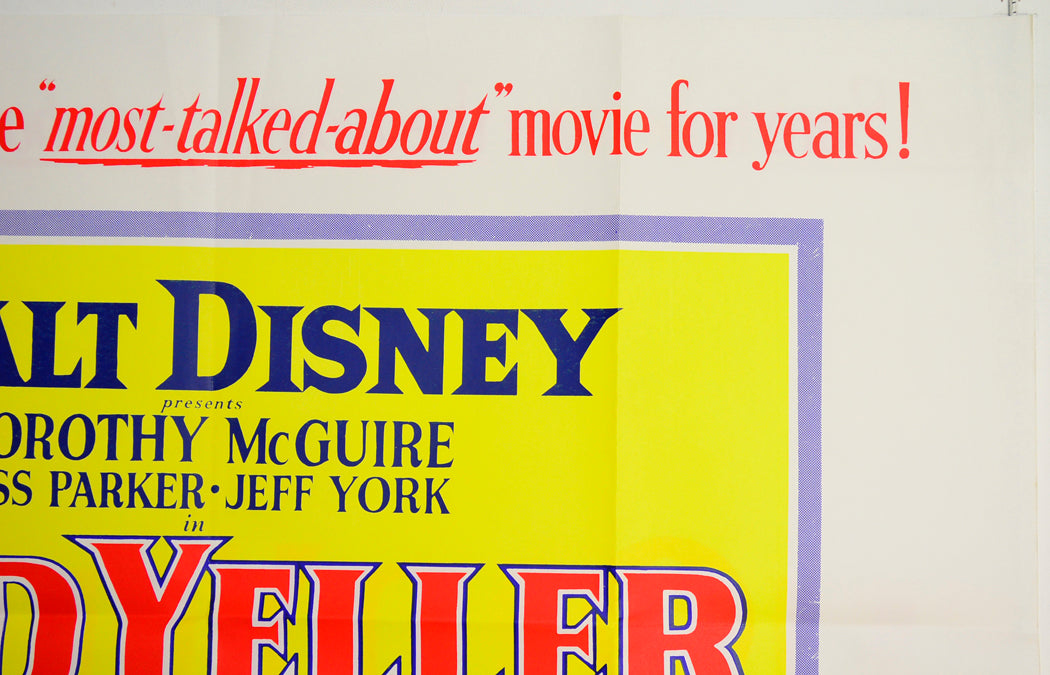 e "most-talked-about" movie for years!
ALT DISNEY
presents
OROTHY McGUIRE
SS PARKER · JEFF YORK
in
D YELLER